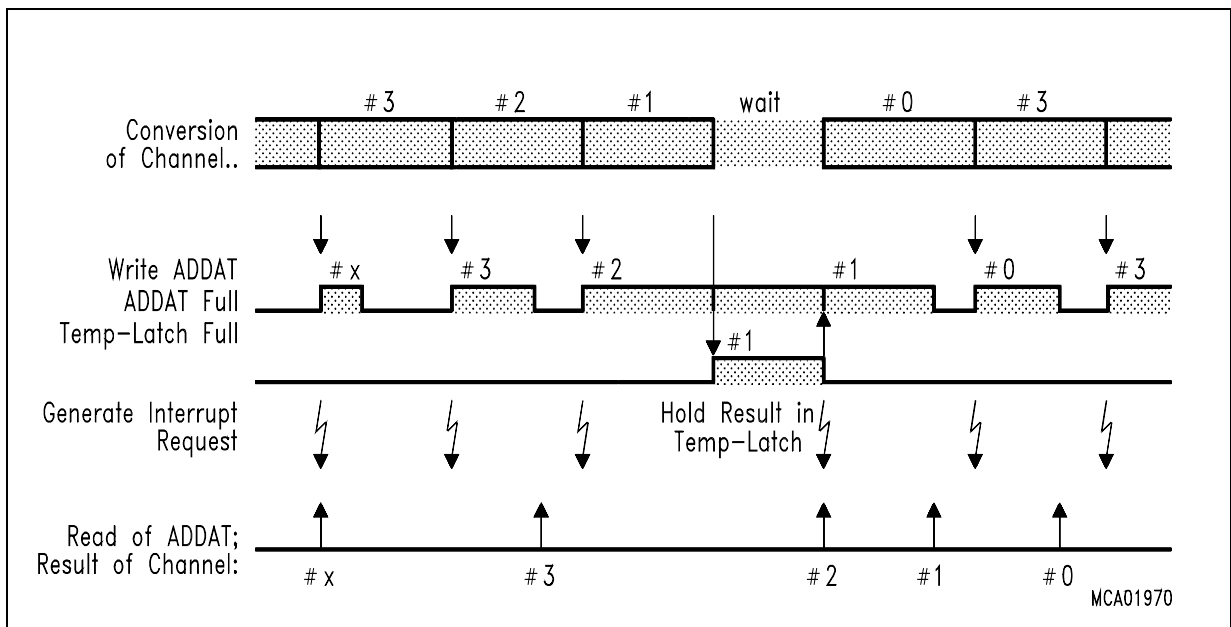 #3 #2 #1 wait #0 #3
Conversion
of Channel..
Write ADDAT
#x #3 #2 #1 #0 #3
ADDAT Full
Temp-Latch Full
#1
Generate Interrupt
Request
Hold Result in
Temp-Latch
Read of ADDAT;
Result of Channel:
#x #3 #2 #1 #0
MCA01970